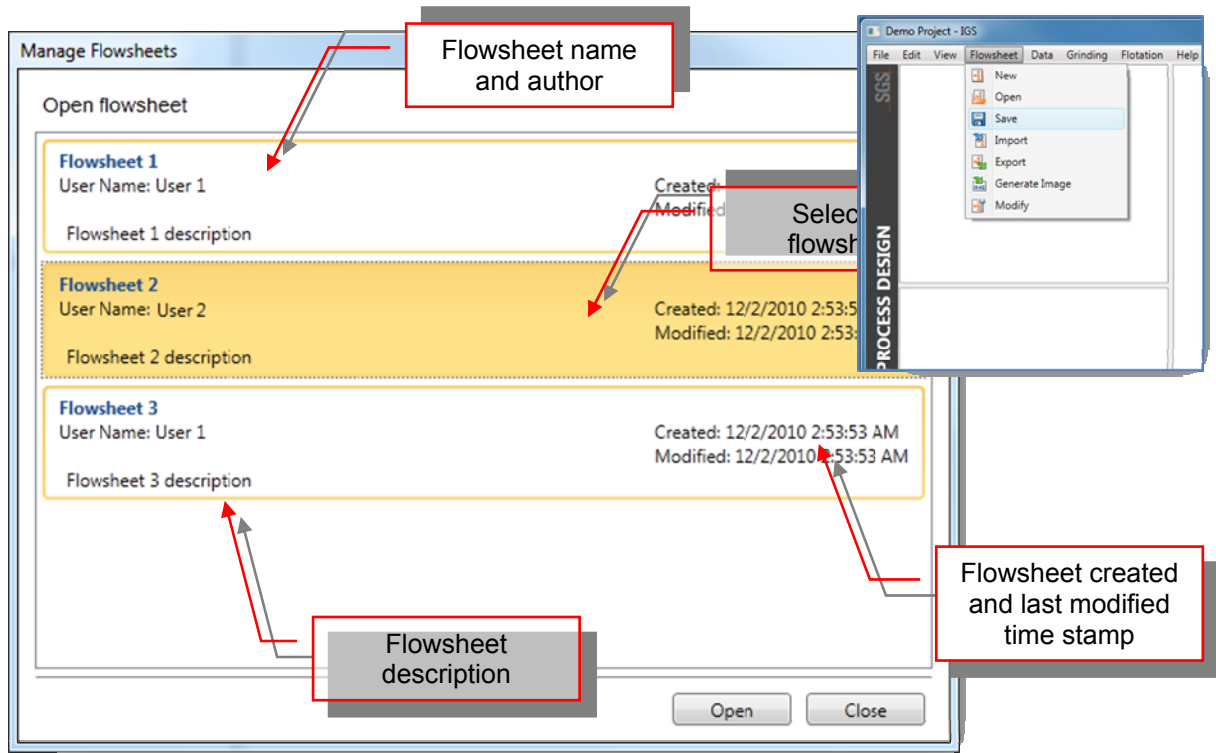 Manage Flowsheets
Flowsheet name
and author
Open flowsheet
Flowsheet 1
User Name: User 1
Created:
Modified
Flowsheet 1 description
flowsh
Flowsheet 2
User Name: User 2
Created: 12/2/2010 2:53:5
Modified: 12/2/2010 2:53:
Flowsheet 2 description
Flowsheet 3
User Name: User 1
Created: 12/2/2010 2:53:53 AM
Modified: 12/2/2010 2:53:53 AM
Flowsheet 3 description
Flowsheet
description
Flowsheet created
and last modified
time stamp
Open Close
Demo Project - IGS
File Edit View Flowsheet Data Grinding Flotation Help
New
Open
Save
Import
Export
Generate Image
Modify
SGS
PROCESS DESIGN